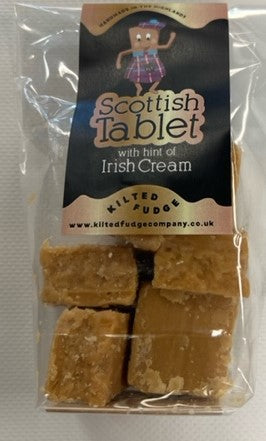 HANDMADE IN THE HIGHLANDS
Scottish
Tablet
with hint of
Irish Cream
KILTED
FUDGE
www.kiltedfudgecompany.co.uk